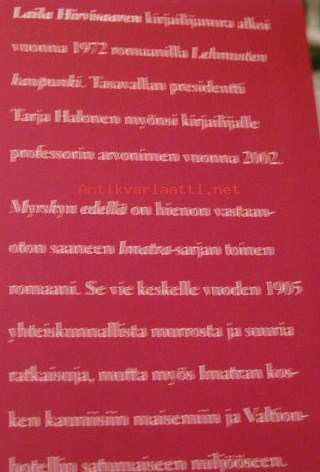 Laila Hirvisaaren kirjailijanura alkoi
vuonna 1972 romaanilla Lehmusten
kaupunki. Tasavallan presidentti
Tarja Halonen myönsi kirjailijalle
professorin arvonimen vuonna 2002.
Antikvariaatti.net
Myrskyn edellä on hienon vastaan-
oton saaneen Imatra-sarjan toinen
romaani. Se vie keskelle vuoden 1905
yhteiskunnallista murrosta ja suuria
ratkaisuja, mutta myös Imatran kos-
ken kauniisiin maisemiin ja Valtion-
hotellin satumaiseen miljööseen.